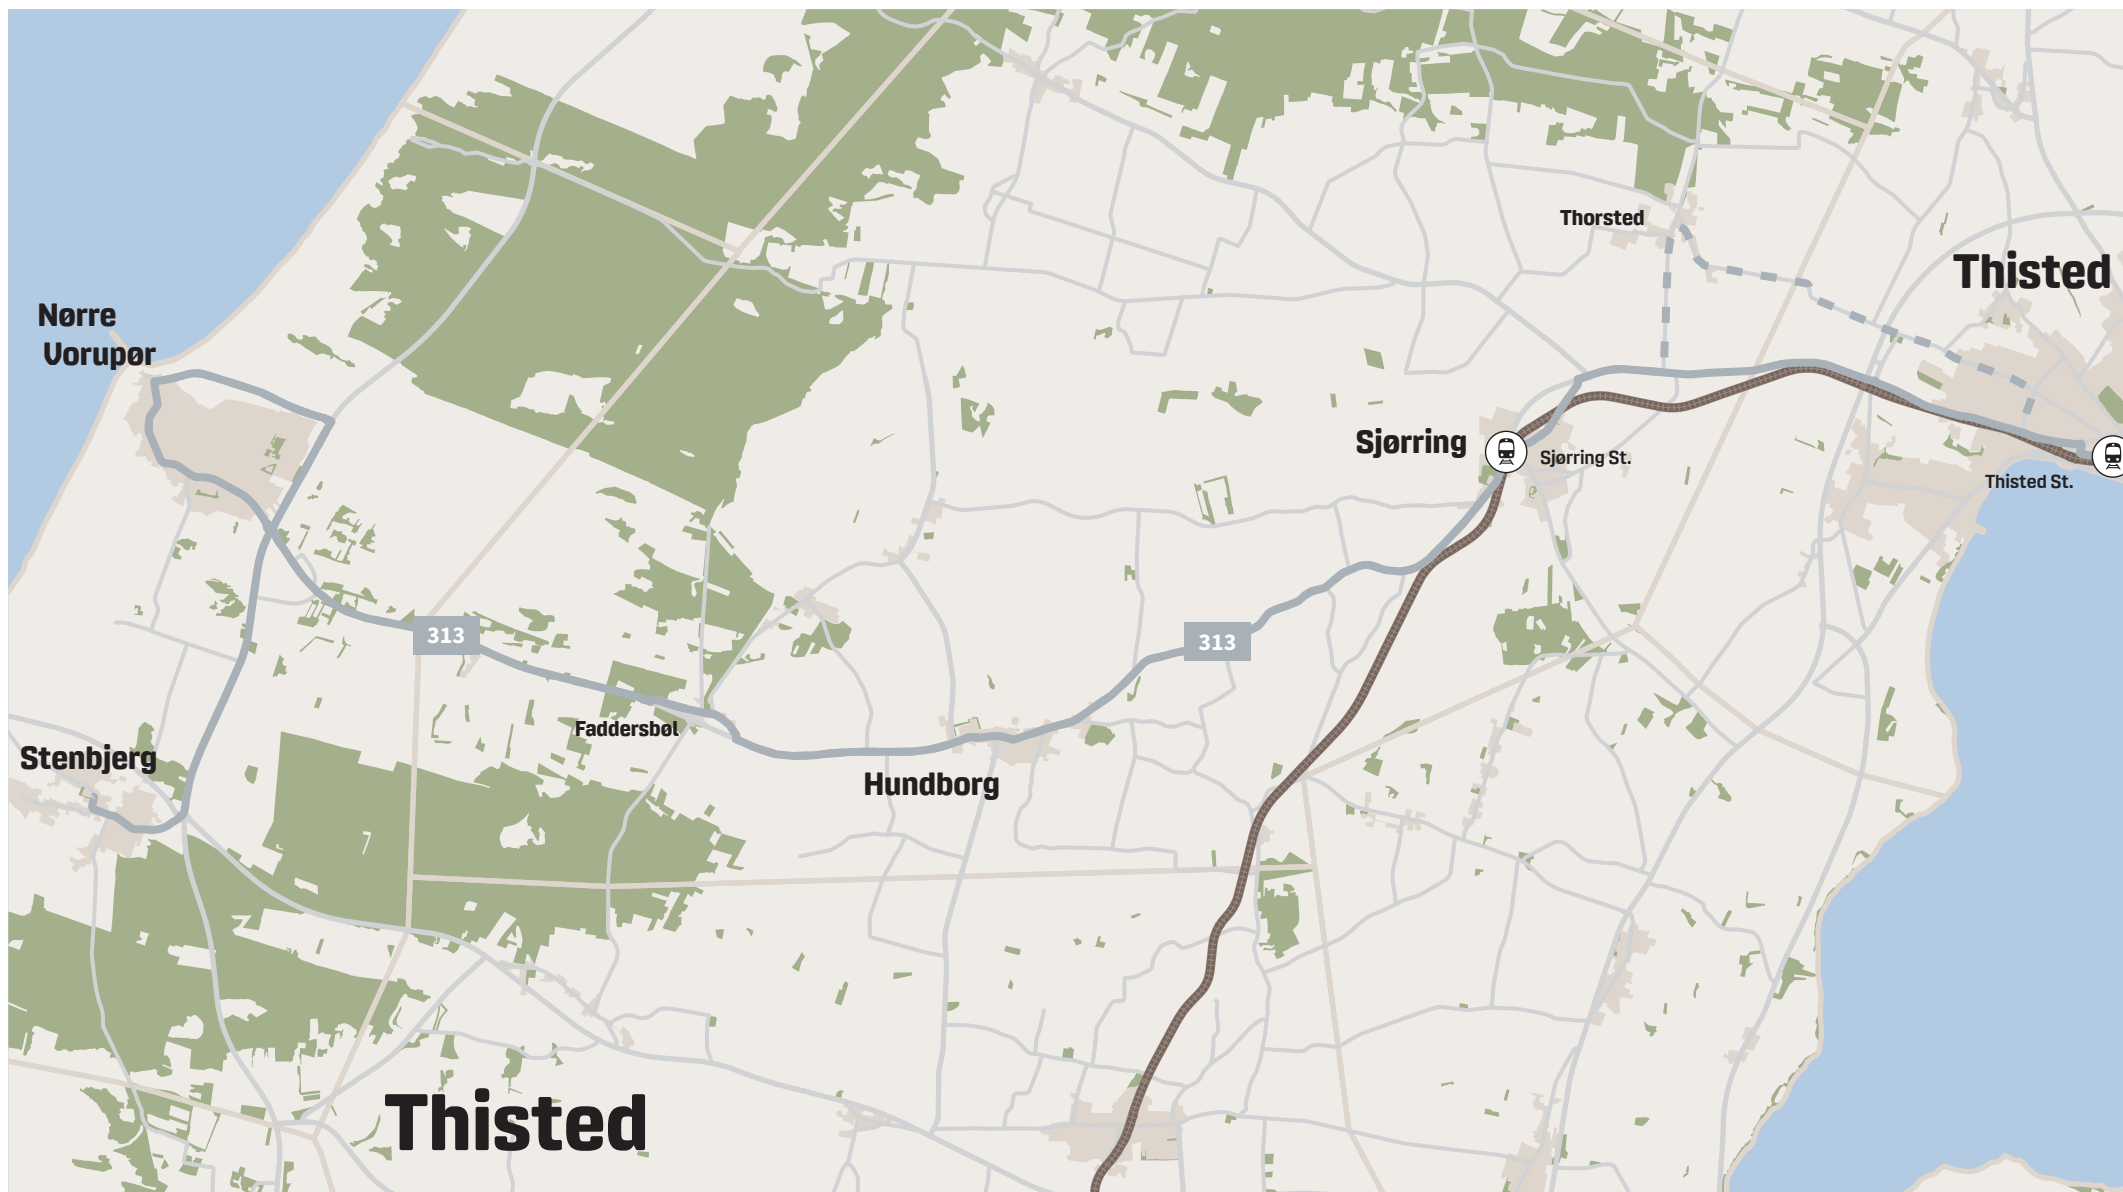 Thorsted
Thisted
Nørre
Vorupør
Sjørring
Sjørring St.
Thisted St.
313
313
Faddersbøl
Stenbjerg
Hundborg
Thisted